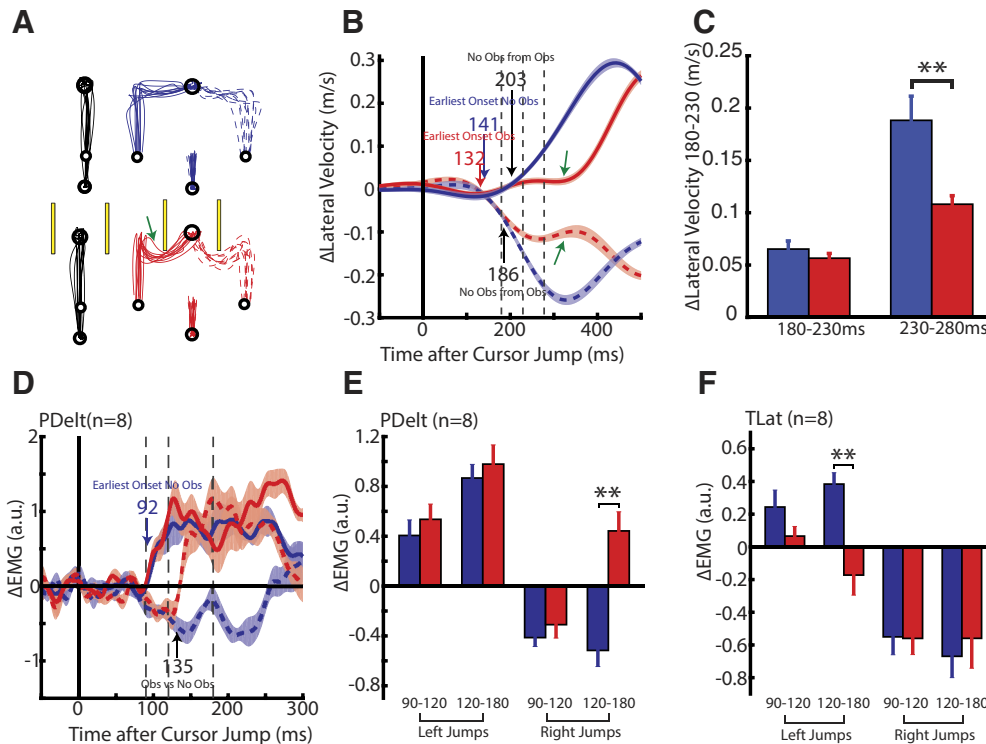 A
B
No Obs from Obs
203
Earliest Onset No Obs
141
Earliest Onset Obs
132
186
No Obs from Obs
ΔLateral Velocity (m/s)
0.3
0.2
0.1
0
-0.1
-0.2
-0.3
0
200
400
Time after Cursor Jump (ms)
C
ΔLateral Velocity 180-230 (m/s)
0.25
0.2
0.15
0.1
0.05
0
**
180-230ms
230-280ms
D
PDelt(n=8)
ΔEMG (a.u.)
2
1
0
-1
Earliest Onset No Obs
92
135
Obs vs No Obs
0
100
200
300
Time after Cursor Jump (ms)
E
PDelt (n=8)
ΔEMG (a.u.)
1.2
0.8
0.4
0
-0.4
-0.8
**
90-120
120-180
90-120
120-180
Left Jumps
Right Jumps
F
TLat (n=8)
ΔEMG (a.u.)
0.6
0.4
0.2
0
-0.2
-0.4
-0.6
-0.8
**
90-120
120-180
90-120
120-180
Left Jumps
Right Jumps